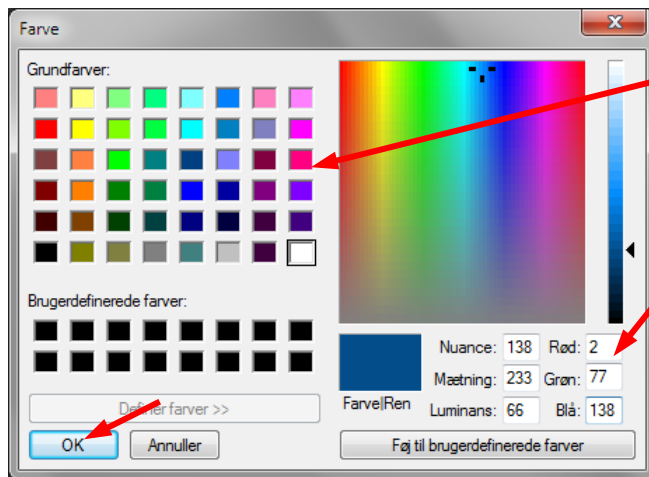 Farve
Grundfarver:
Brugerdefinerede farver:
Definer farver >>
OK
Annuller
Farve|Ren
Nuance: 138
Rød: 2
Mætning: 233
Grøn: 77
Luminans: 66
Blå: 138
Føj til brugerdefinerede farver